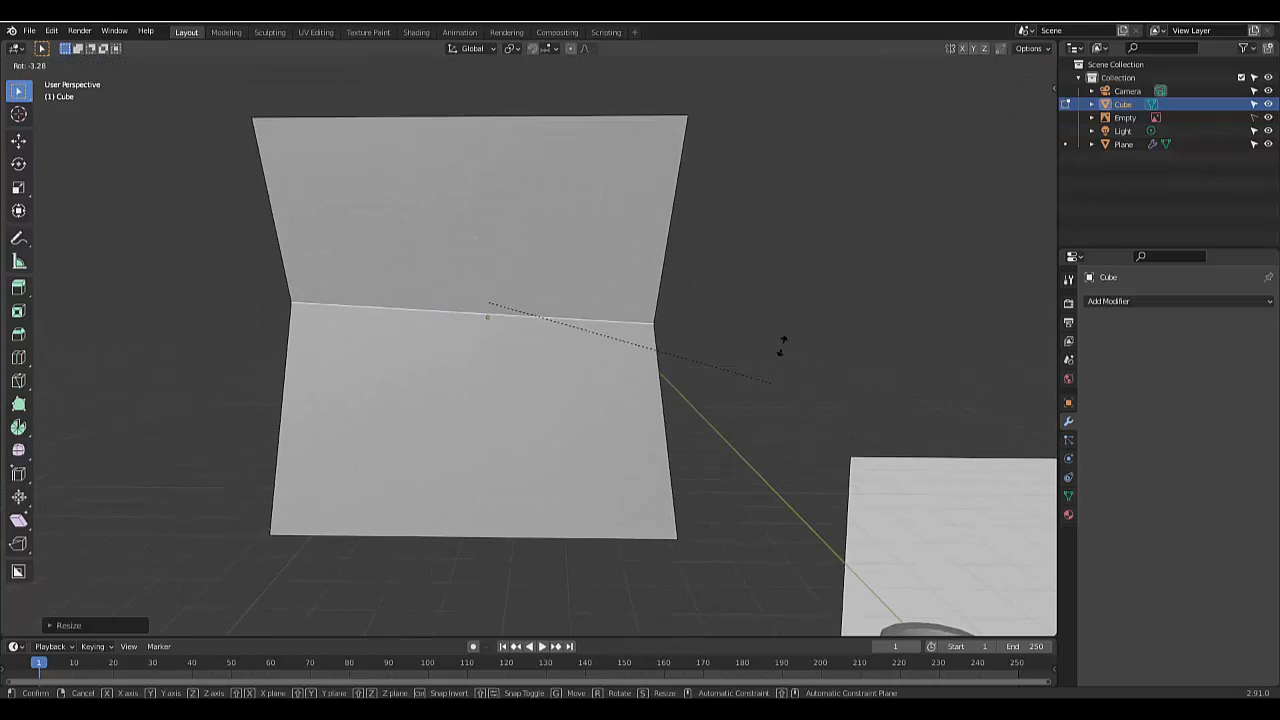 File Edit Render Window Help Layout Modeling Sculpting UV Editing Texture Paint Shading Animation Rendering Compositing Scripting Scene View Layer
Global Options
Rot: -3.28
User Perspective
(1) Cube
Scene Collection
Collection
Camera
Cube
Empty
Light
Plane
Cube
Add Modifier
Resize
Playback Keying View Marker 1 Start 1 End 250
1 10 20 30 40 50 60 70 80 90 100 110 120 130 140 150 160 170 180 190 200 210 220 230 240 250
Confirm Cancel X X axis Y Y axis Z Z axis X X plane Y Y plane Z Z plane Snap Invert Snap Toggle G Move R Rotate S Resize Automatic Constraint Automatic Constraint Plane 2.91.0